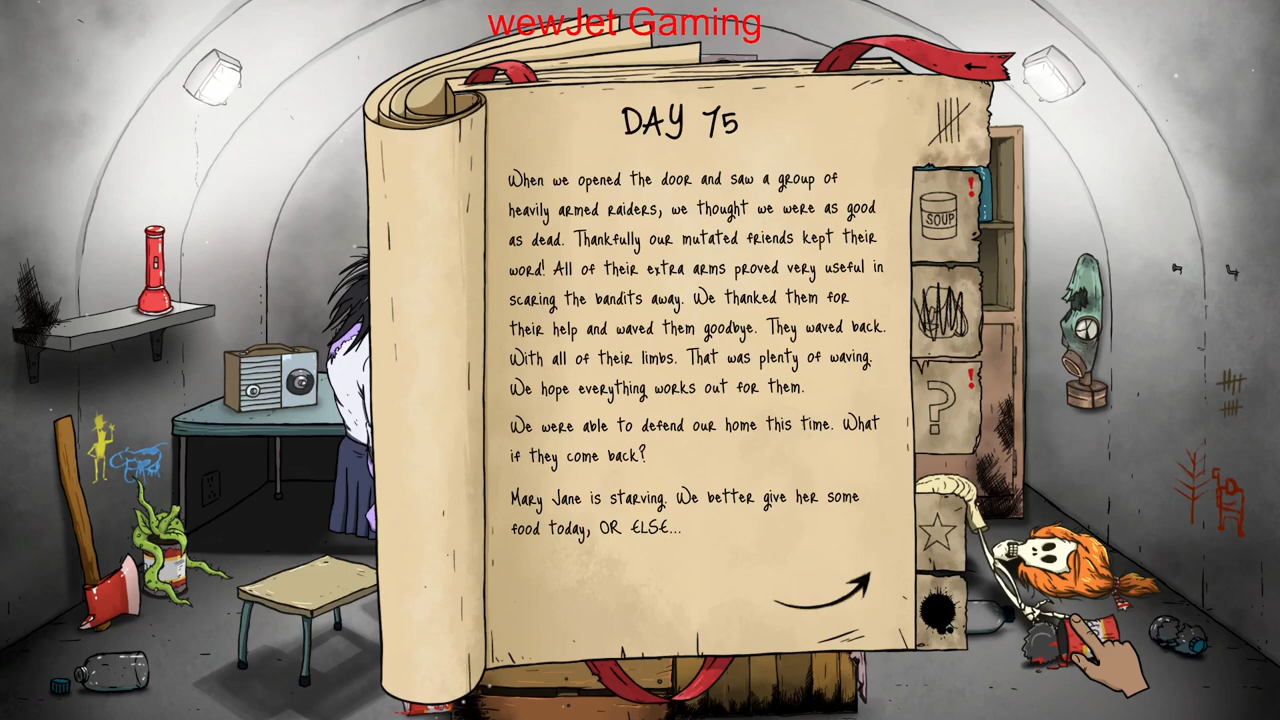 wewJet Gaming
DAY 75
When we opened the door and saw a group of
heavily armed raiders, we thought we were as good
as dead. Thankfully our mutated friends kept their
word! All of their extra arms proved very useful in
scaring the bandits away. We thanked them for
their help and waved them goodbye. They waved back.
With all of their limbs. That was plenty of waving.
We hope everything works out for them.
We were able to defend our home this time. What
if they come back?
Mary Jane is starving. We better give her some
food today, OR ELSE...
!
SOUP
!
?